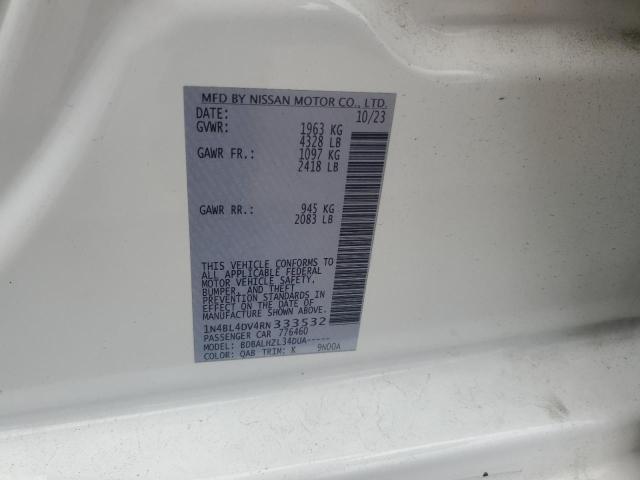 MFD BY NISSAN MOTOR CO., LTD.
DATE: 10/23
GVWR: 1963 KG
4328 LB
GAWR FR.: 1097 KG
2418 LB
GAWR RR.: 945 KG
2083 LB
THIS VEHICLE CONFORMS TO
ALL APPLICABLE FEDERAL
MOTOR VEHICLE SAFETY,
BUMPER, AND THEFT
PREVENTION STANDARDS IN
EFFECT ON THE DATE OF
MANUFACTURE SHOWN ABOVE.
1N4BL4DV4RN333532
PASSENGER CAR 776460
MODEL: BDBALHZL34DUA-----
COLOR: QAB TRIM: K 9N00A